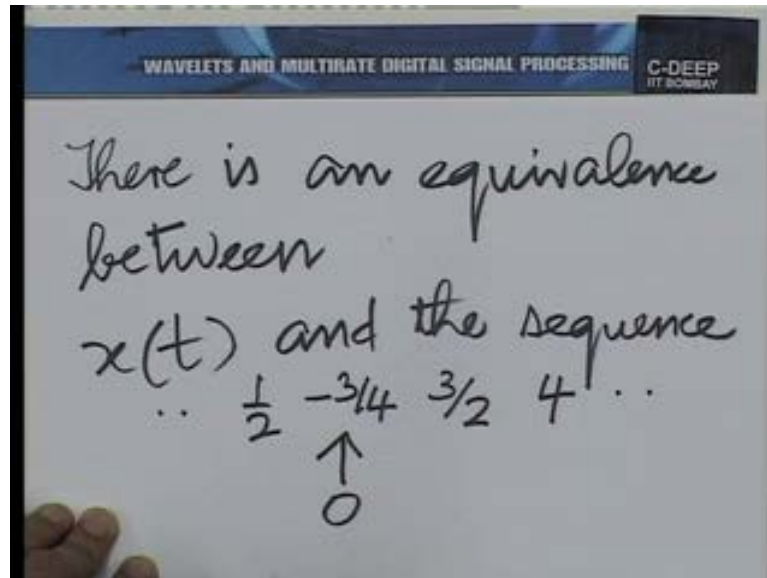 WAVELETS AND MULTIRATE DIGITAL SIGNAL PROCESSING
C-DEEP
IIT BOMBAY
There is an equivalence
between
x(t) and the sequence
.. 1/2 -3/4 3/2 4 ..
↑
0